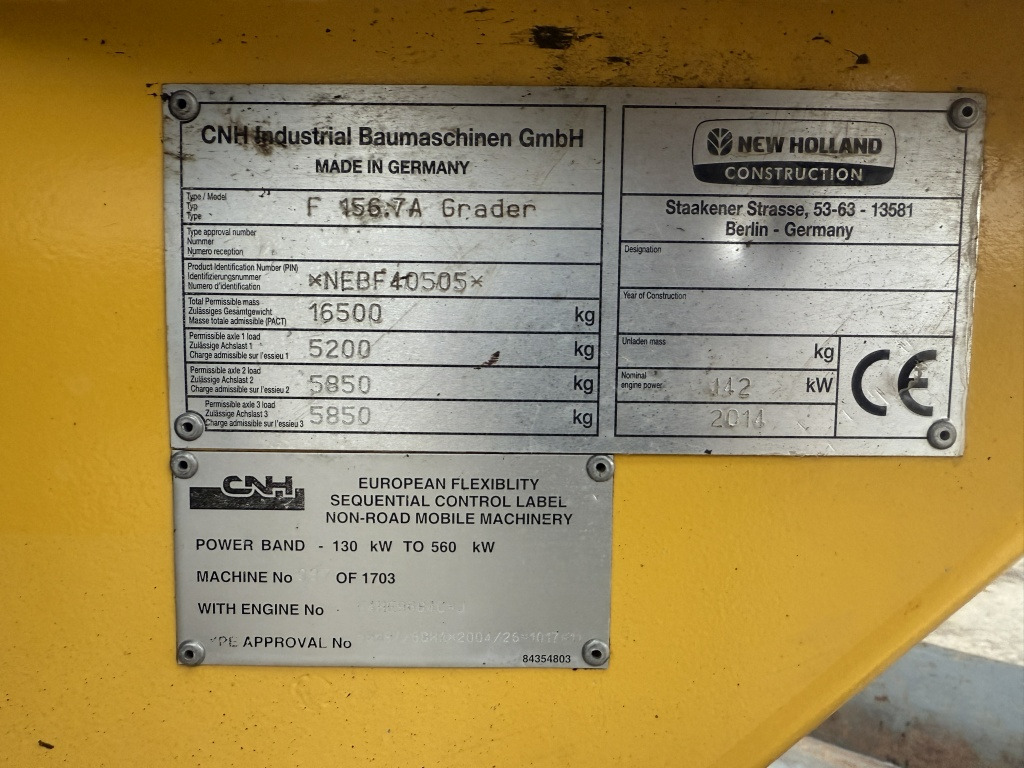 CNH Industrial Baumaschinen GmbH
MADE IN GERMANY
Type / Model
Typ
Type
F 156.7A Grader
Type approval number
Nummer
Numero reception
Product Identification Number (PIN)
Identifizierungsnummer
Numero d'identification
*NEBF40505*
Total Permissible mass
Zulässiges Gesamtgewicht
Masse totale admissible (PACT)
16500 kg
Permissible axle 1 load
Zulässige Achslast 1
Charge admissible sur l'essieu 1
5200 kg
Permissible axle 2 load
Zulässige Achslast 2
Charge admissible sur l'essieu 2
5850 kg
Permissible axle 3 load
Zulässige Achslast 3
Charge admissible sur l'essieu 3
5850 kg
NEW HOLLAND
CONSTRUCTION
Staakener Strasse, 53-63 - 13581
Berlin - Germany
Designation
Year of Construction
Unladen mass
kg
Nominal
engine power
142 kW
2014
CE
CNH
EUROPEAN FLEXIBLITY
SEQUENTIAL CONTROL LABEL
NON-ROAD MOBILE MACHINERY
POWER BAND - 130 kW TO 560 kW
MACHINE No OF 1703
WITH ENGINE No
TYPE APPROVAL No
84354803